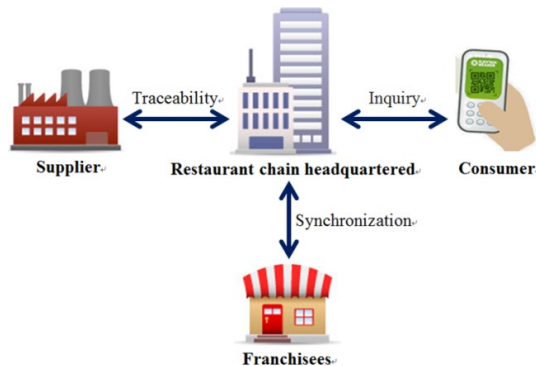 Traceability
Inquiry
Supplier
Restaurant chain headquartered
Consumer
Synchronization
Franchisees